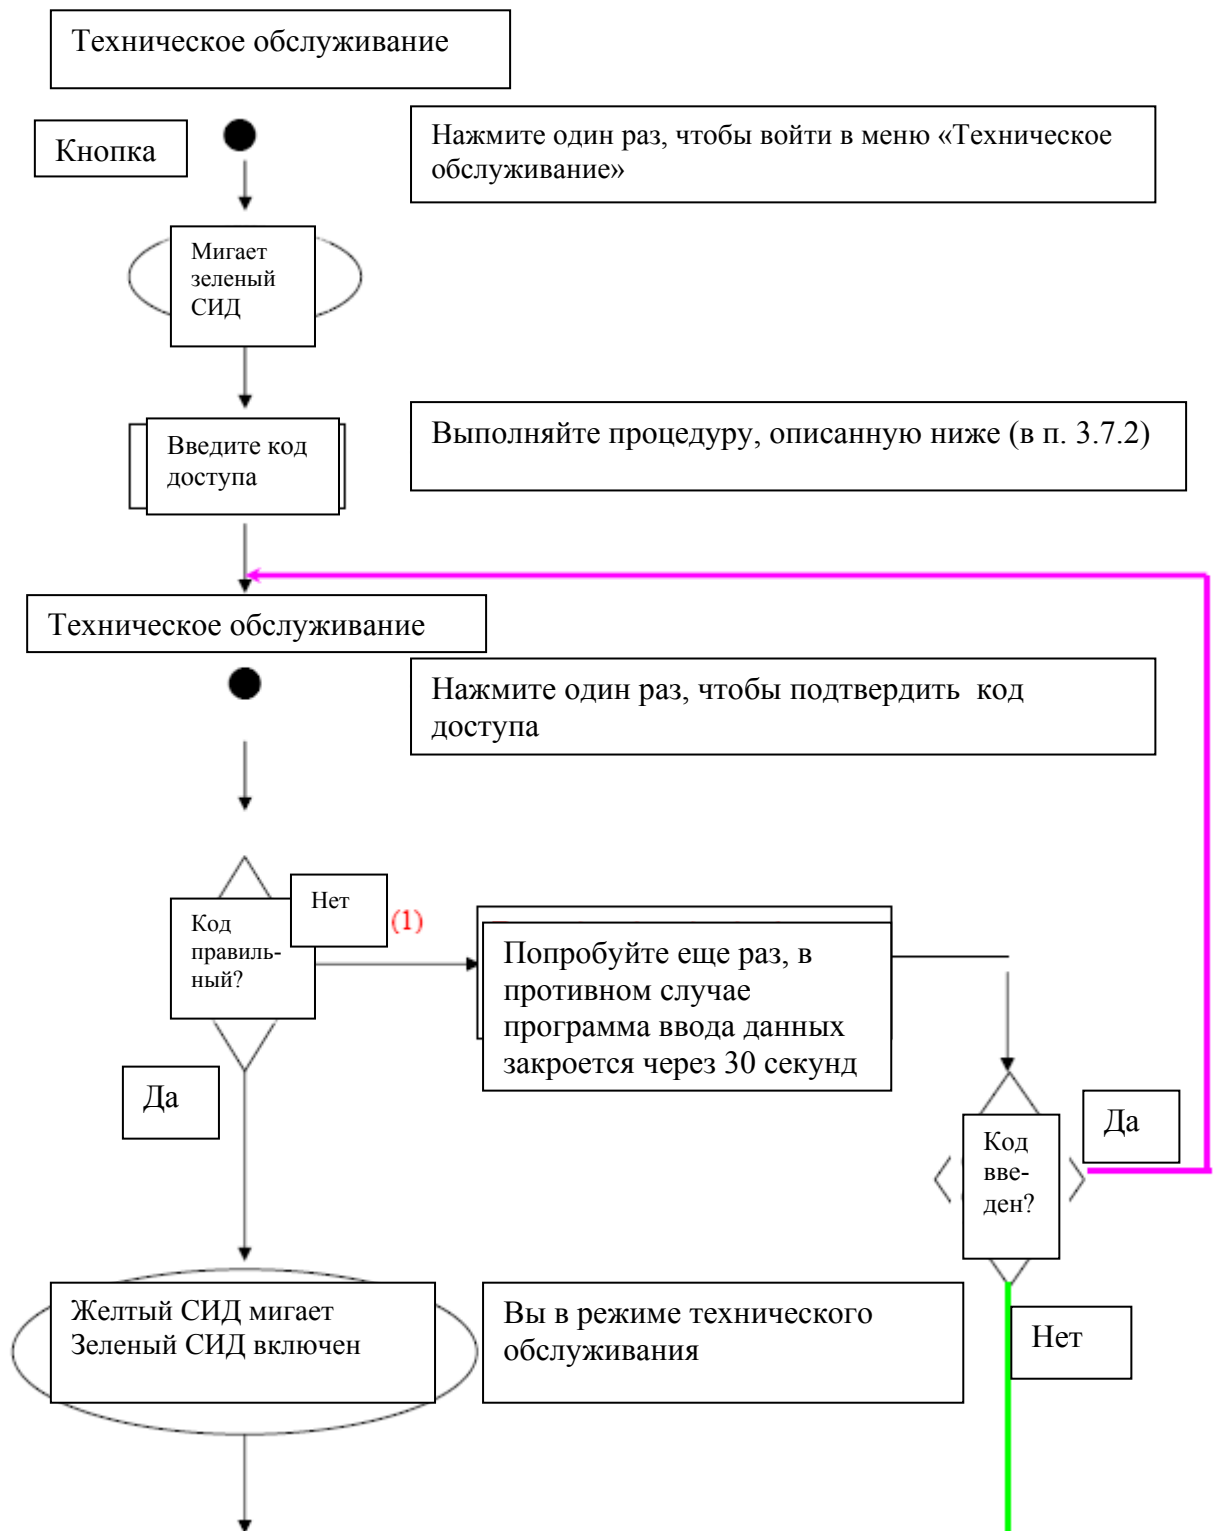 Техническое обслуживание
Кнопка
Нажмите один раз, чтобы войти в меню «Техническое
обслуживание»
Мигает
зеленый
СИД
Введите код
доступа
Выполняйте процедуру, описанную ниже (в п. 3.7.2)
Техническое обслуживание
Нажмите один раз, чтобы подтвердить код
доступа
Код
правиль-
ный?
Нет
(1)
Попробуйте еще раз, в
противном случае
программа ввода данных
закроется через 30 секунд
Да
Код
вве-
ден?
Да
Желтый СИД мигает
Зеленый СИД включен
Вы в режиме технического
обслуживания
Нет